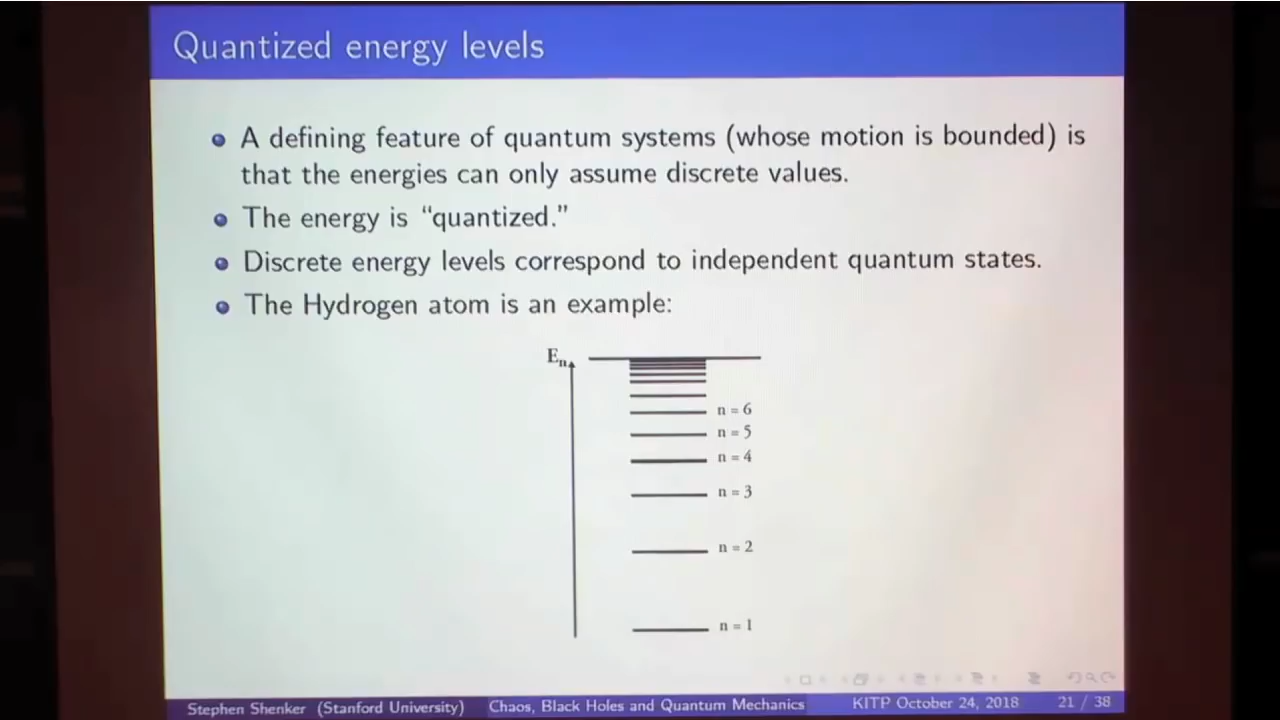 Quantized energy levels
A defining feature of quantum systems (whose motion is bounded) is
that the energies can only assume discrete values.
The energy is “quantized.”
Discrete energy levels correspond to independent quantum states.
The Hydrogen atom is an example:
En
n = 6
n = 5
n = 4
n = 3
n = 2
n = 1
Stephen Shenker (Stanford University) Chaos, Black Holes and Quantum Mechanics KITP October 24, 2018 21 / 38